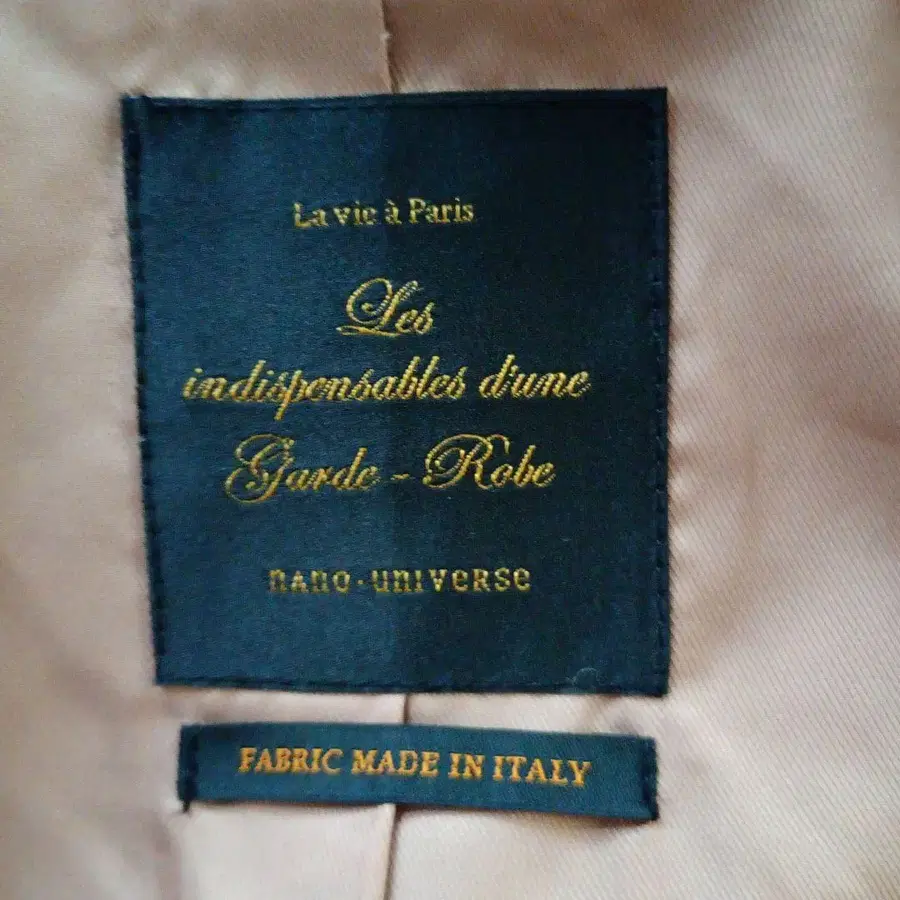 La vie à Paris
Les
indispensables d'une
Garde - Robe
nano·universe
FABRIC MADE IN ITALY